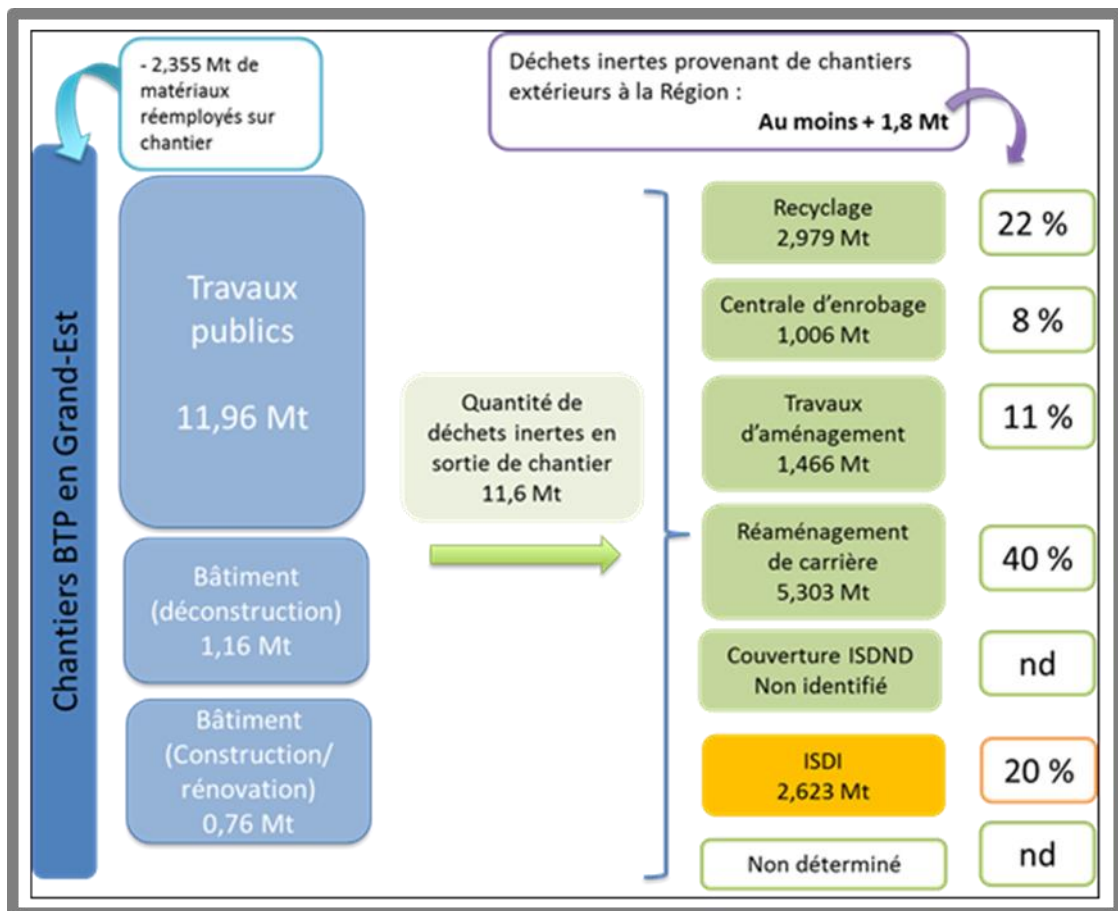 - 2,355 Mt de
matériaux
réemployés sur
chantier
Déchets inertes provenant de chantiers
extérieurs à la Région :
Au moins + 1,8 Mt
Chantiers BTP en Grand-Est
Travaux
publics
11,96 Mt
Bâtiment
(déconstruction)
1,16 Mt
Bâtiment
(Construction/
rénovation)
0,76 Mt
Quantité de
déchets inertes en
sortie de chantier
11,6 Mt
Recyclage
2,979 Mt
22 %
Centrale d'enrobage
1,006 Mt
8 %
Travaux
d'aménagement
1,466 Mt
11 %
Réaménagement
de carrière
5,303 Mt
40 %
Couverture ISDND
Non identifié
nd
ISDI
2,623 Mt
20 %
Non déterminé
nd